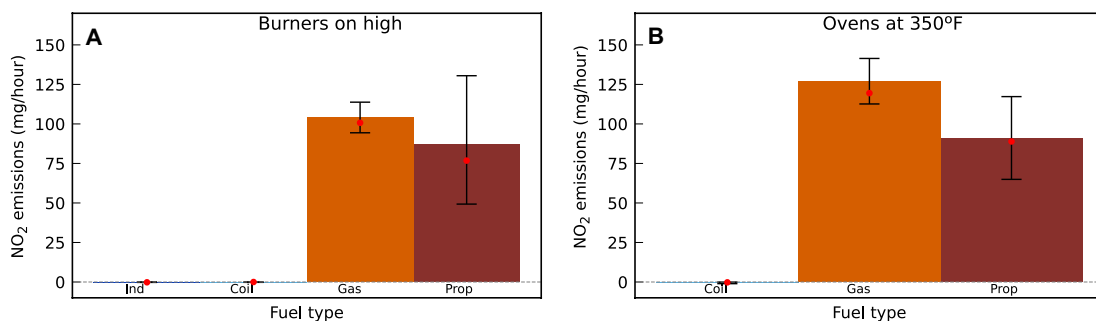 A
Burners on high
NO2 emissions (mg/hour)
150
125
100
75
50
25
0
Ind
Coil
Gas
Prop
Fuel type
B
Ovens at 350ºF
NO2 emissions (mg/hour)
150
125
100
75
50
25
0
Coil
Gas
Prop
Fuel type